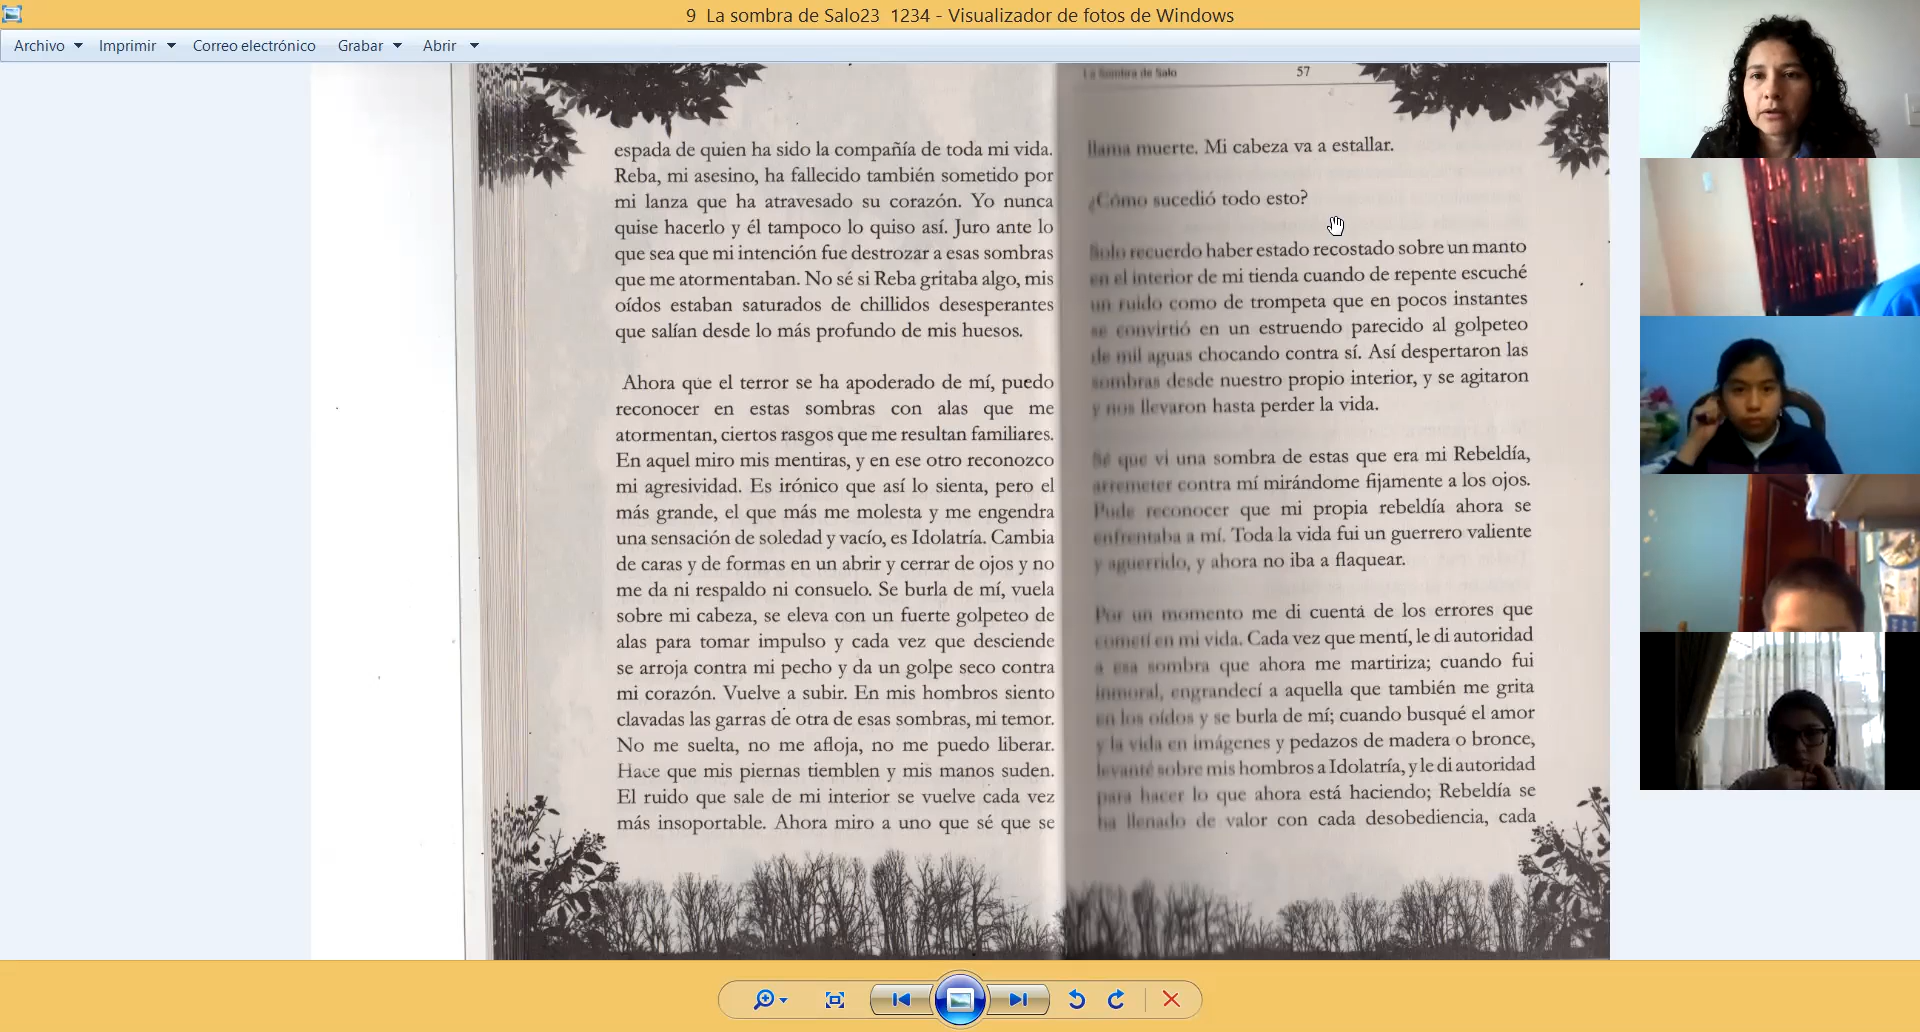 9 La sombra de Salo23 1234 - Visualizador de fotos de Windows
Archivo Imprimir Correo electrónico Grabar Abrir
espada de quien ha sido la compañía de toda mi vida.
Reba, mi asesino, ha fallecido también sometido por
mi lanza que ha atravesado su corazón. Yo nunca
quise hacerlo y él tampoco lo quiso así. Juro ante lo
que sea que mi intención fue destrozar a esas sombras
que me atormentaban. No sé si Reba gritaba algo, mis
oídos estaban saturados de chillidos desesperantes
que salían desde lo más profundo de mis huesos.
Ahora que el terror se ha apoderado de mí, puedo
reconocer en estas sombras con alas que me
atormentan, ciertos rasgos que me resultan familiares.
En aquel miro mis mentiras, y en ese otro reconozco
mi agresividad. Es irónico que así lo sienta, pero el
más grande, el que más me molesta y me engendra
una sensación de soledad y vacío, es Idolatría. Cambia
de caras y de formas en un abrir y cerrar de ojos y no
me da ni respaldo ni consuelo. Se burla de mí, vuela
sobre mi cabeza, se eleva con un fuerte golpeteo de
alas para tomar impulso y cada vez que desciende
se arroja contra mi pecho y da un golpe seco contra
mi corazón. Vuelve a subir. En mis hombros siento
clavadas las garras de otra de esas sombras, mi temor.
No me suelta, no me afloja, no me puedo liberar.
Hace que mis piernas tiemblen y mis manos suden.
El ruido que sale de mi interior se vuelve cada vez
más insoportable. Ahora miro a uno que sé que se
La Sombra de Salo 57
llama muerte. Mi cabeza va a estallar.
¿Cómo sucedió todo esto?
Solo recuerdo haber estado recostado sobre un manto
en el interior de mi tienda cuando de repente escuché
un ruido como de trompeta que en pocos instantes
se convirtió en un estruendo parecido al golpeteo
de mil aguas chocando contra sí. Así despertaron las
sombras desde nuestro propio interior, y se agitaron
y nos llevaron hasta perder la vida.
Sé que vi una sombra de estas que era mi Rebeldía,
arremeter contra mí mirándome fijamente a los ojos.
Pude reconocer que mi propia rebeldía ahora se
enfrentaba a mí. Toda la vida fui un guerrero valiente
y aguerrido, y ahora no iba a flaquear.
Por un momento me di cuenta de los errores que
cometí en mi vida. Cada vez que mentí, le di autoridad
a esa sombra que ahora me martiriza; cuando fui
inmoral, engrandecí a aquella que también me grita
en los oídos y se burla de mí; cuando busqué el amor
y la vida en imágenes y pedazos de madera o bronce,
levanté sobre mis hombros a Idolatría, y le di autoridad
para hacer lo que ahora está haciendo; Rebeldía se
ha llenado de valor con cada desobediencia, cada